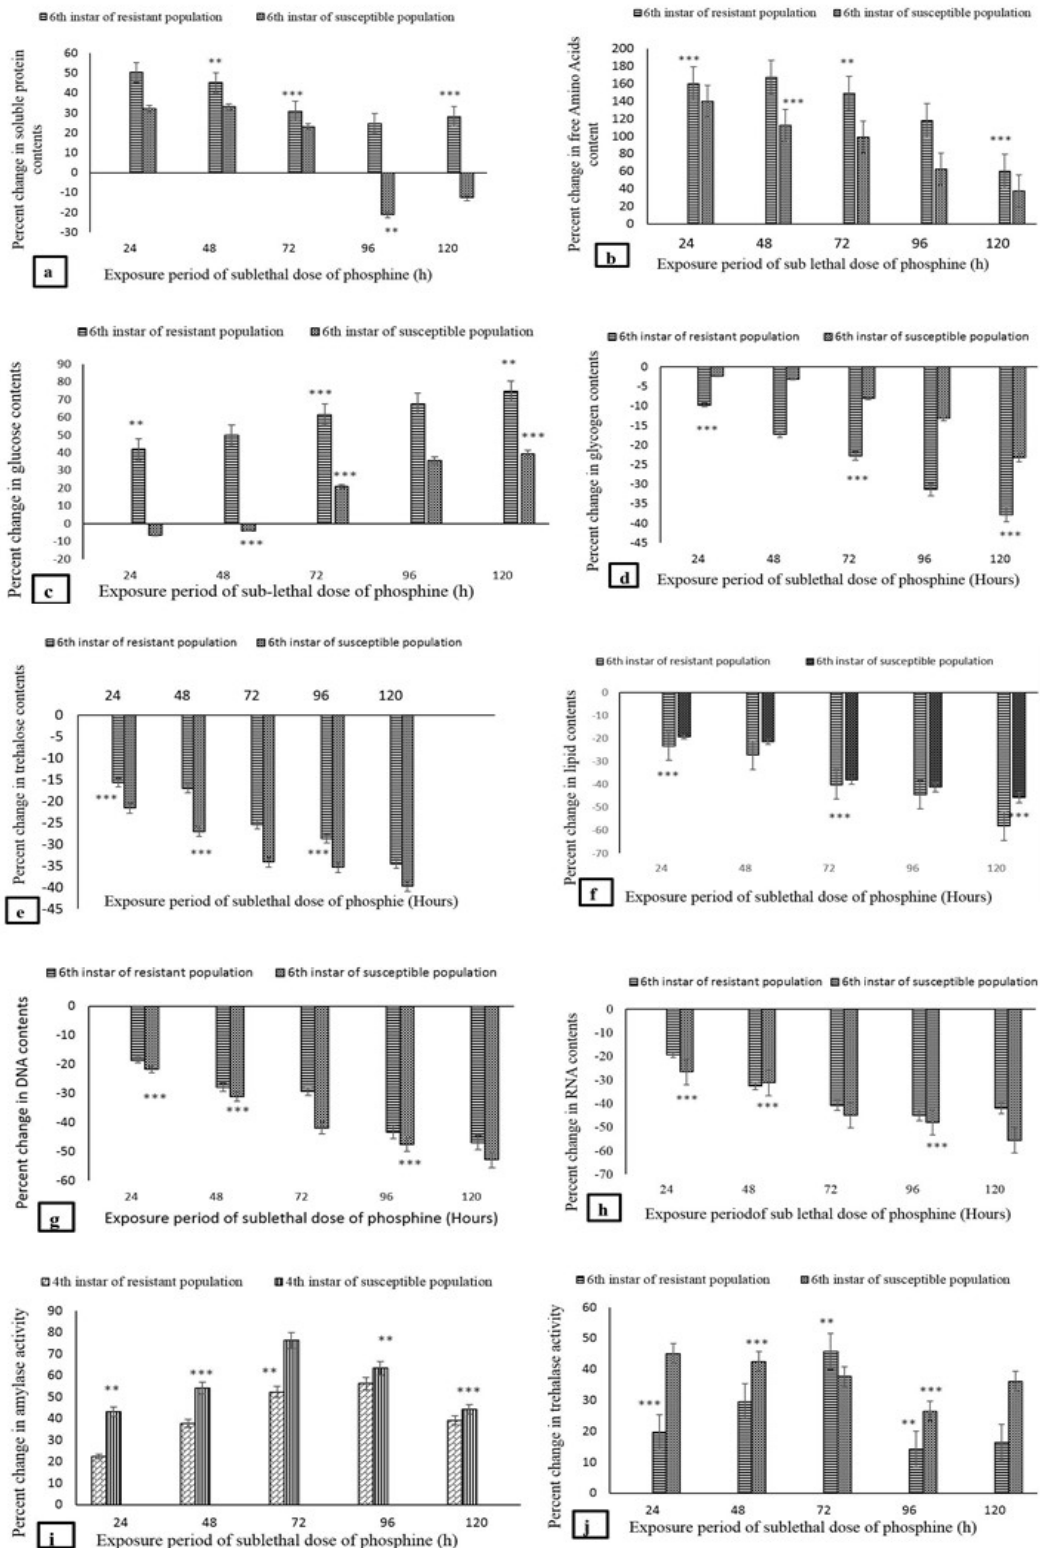 6th instar of resistant population 6th instar of susceptible population
Percent change in soluble protein
contents
60
50
40
30
20
10
0
-10
-20
-30
**
***
***
**
24 48 72 96 120
a
Exposure period of sublethal dose of phosphine (h)
6th instar of resistant population 6th instar of susceptible population
Percent change in free Amino Acids
content
200
180
160
140
120
100
80
60
40
20
0
***
***
**
***
24 48 72 96 120
b
Exposure period of sub lethal dose of phosphine (h)
6th instar of resistant population 6th instar of susceptible population
Percent change in glucose contents
90
80
70
60
50
40
30
20
10
0
-10
-20
**
***
***
***
**
***
24 48 72 96 120
c
Exposure period of sub-lethal dose of phosphine (h)
6th instar of resistant population 6th instar of susceptible population
Percent change in glycogen contents
0
-5
-10
-15
-20
-25
-30
-35
-40
-45
***
***
***
24 48 72 96 120
d
Exposure period of sublethal dose of phosphine (Hours)
6th instar of resistant population 6th instar of susceptible population
Percent change in trehalose contents
24 48 72 96 120
0
-5
-10
-15
-20
-25
-30
-35
-40
-45
***
***
***
Exposure period of sublethal dose of phosphie (Hours)
e
6th instar of resistant population 6th instar of susceptible population
Percent change in lipid contents
0
-10
-20
-30
-40
-50
-60
-70
***
***
***
24 48 72 96 120
f
Exposure period of sublethal dose of phosphine (Hours)
6th instar of resistant population 6th instar of susceptible population
Percent change in DNA contents
0
-10
-20
-30
-40
-50
-60
***
***
***
24 48 72 96 120
g
Exposure period of sublethal dose of phosphine (Hours)
6th instar of resistant population 6th instar of susceptible population
Percent change in RNA contents
0
-10
-20
-30
-40
-50
-60
-70
***
***
***
24 48 72 96 120
h
Exposure periodof sub lethal dose of phosphine (Hours)
4th instar of resistant population 4th instar of susceptible population
Percent change in amylase activity
90
80
70
60
50
40
30
20
10
0
**
***
**
**
***
24 48 72 96 120
i
Exposure period of sublethal dose of phosphine (h)
6th instar of resistant population 6th instar of susceptible population
Percent change in trehalase activity
60
50
40
30
20
10
0
***
***
**
**
***
24 48 72 96 120
j
Exposure period of sublethal dose of phosphine (h)